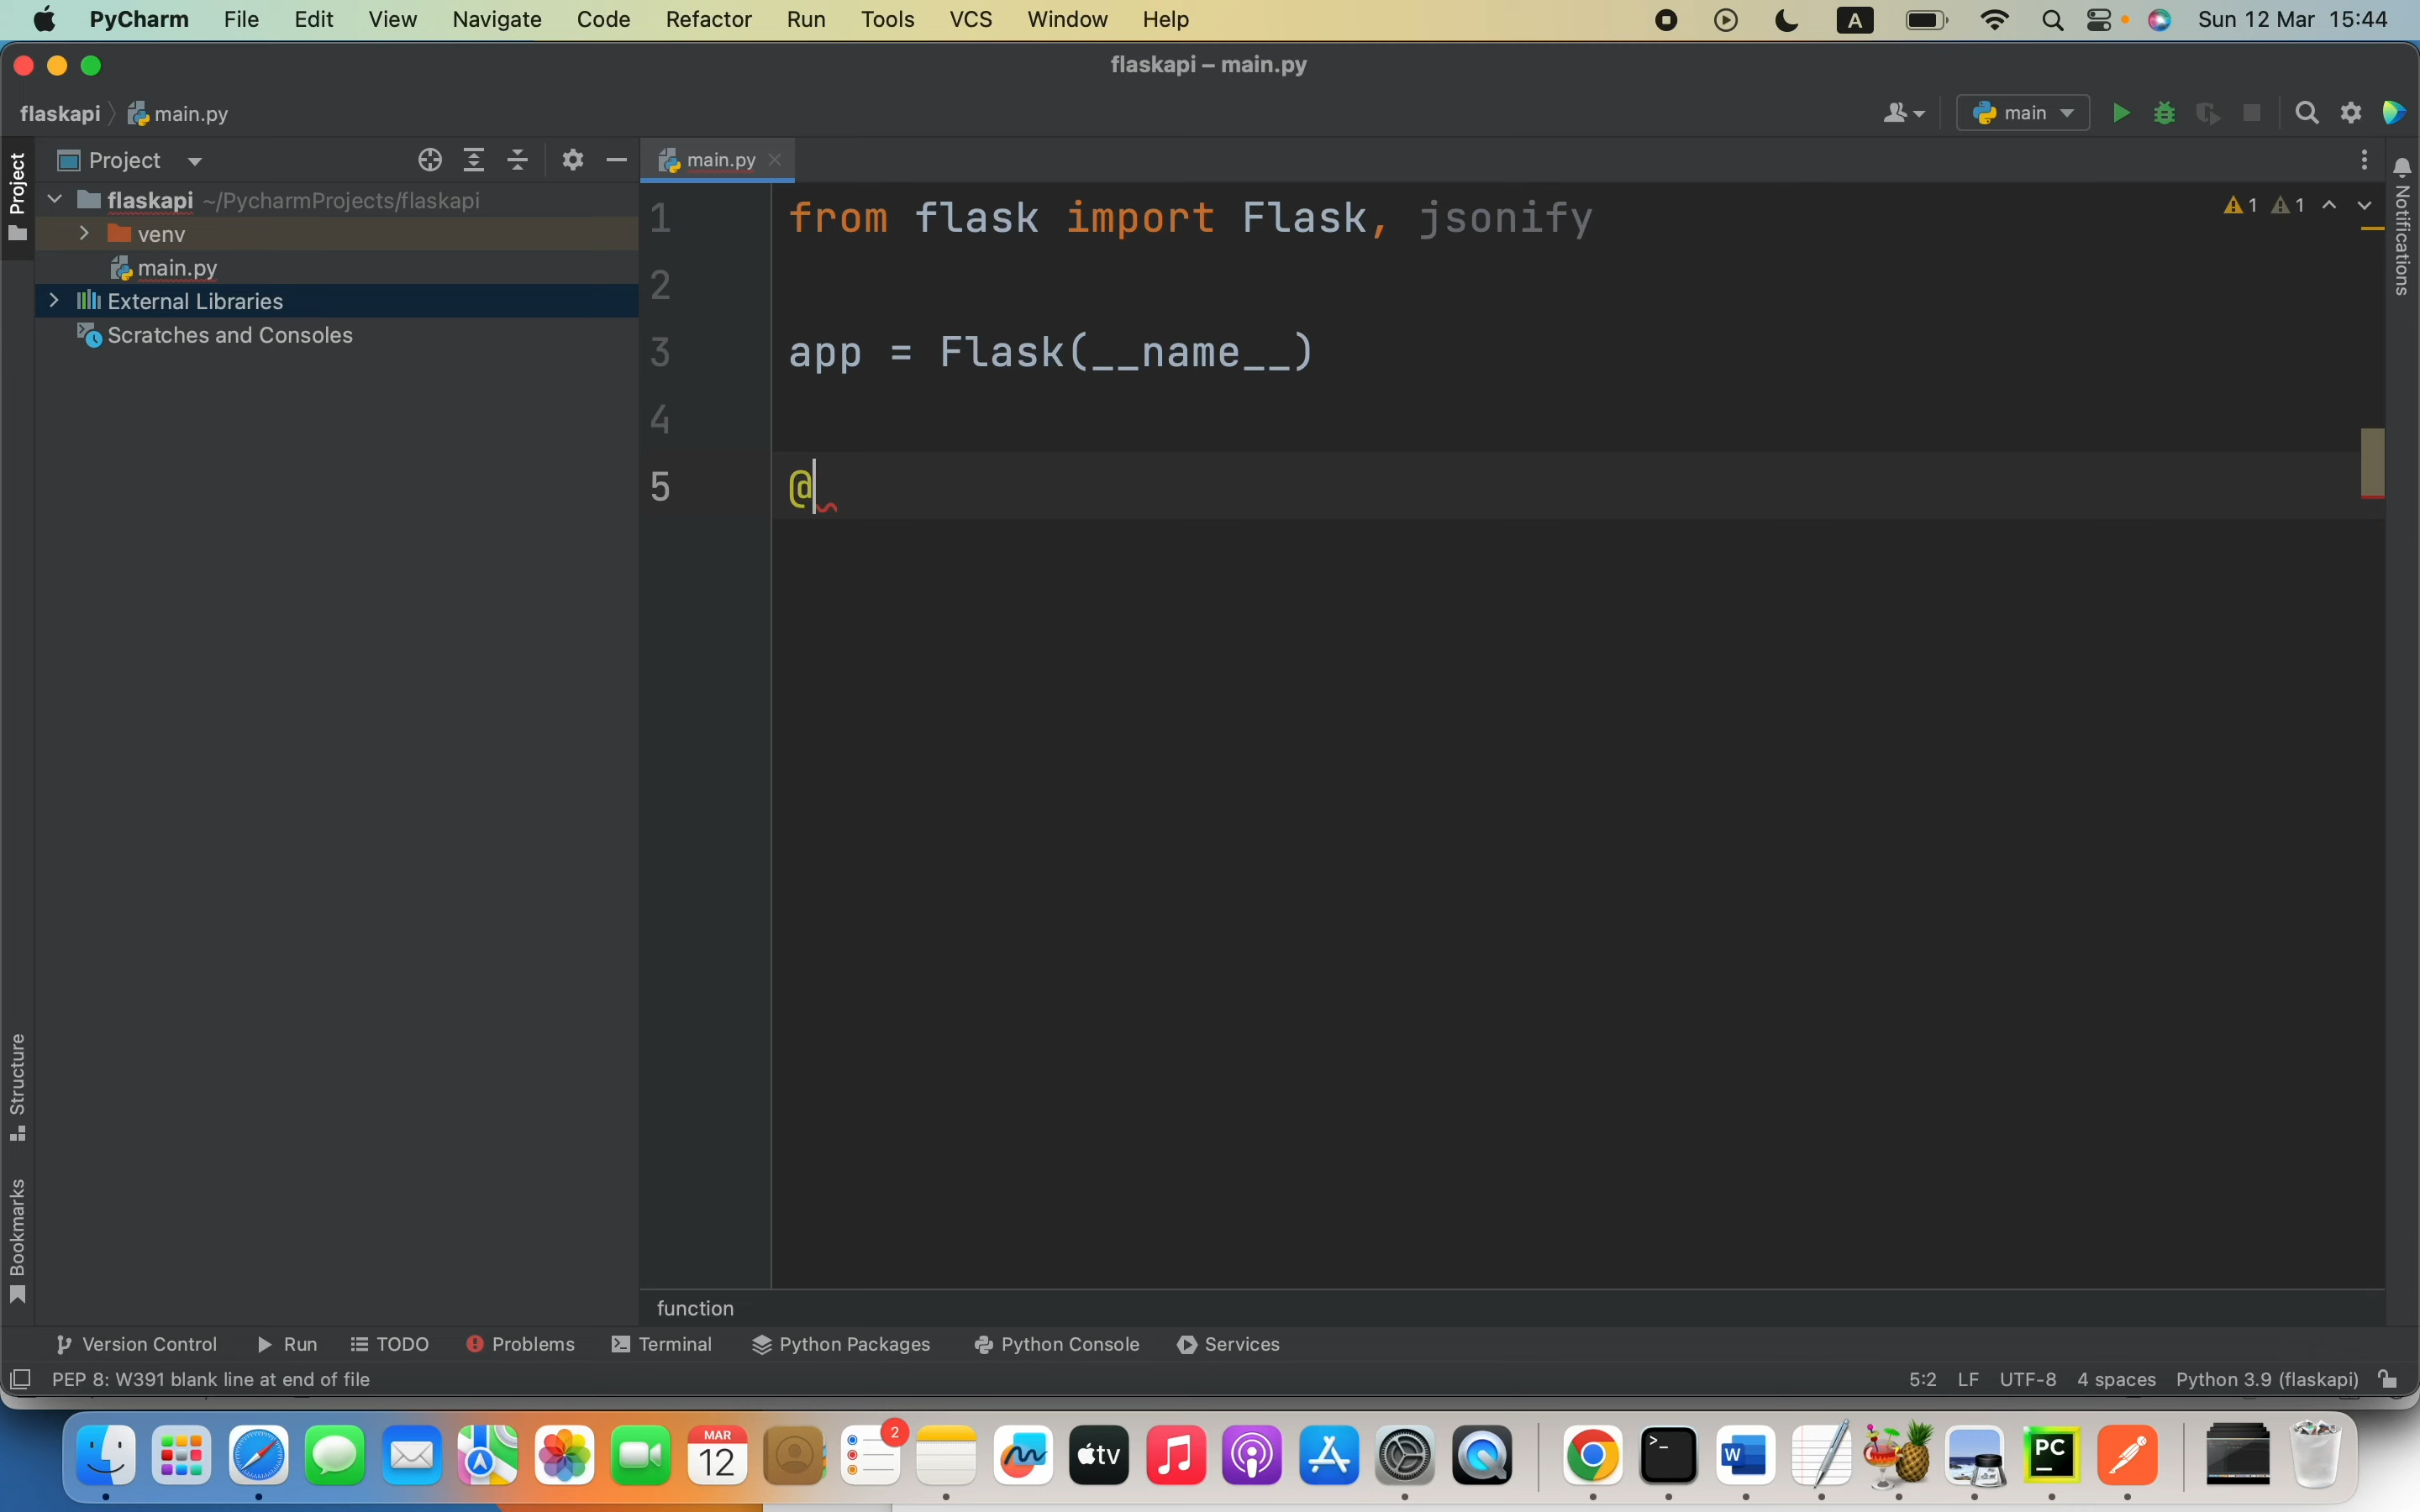 PyCharm File Edit View Navigate Code Refactor Run Tools VCS Window Help A Sun 12 Mar 15:44
flaskapi – main.py
flaskapi main.py main
Project
Project
main.py
flaskapi ~/PycharmProjects/flaskapi
venv
main.py
External Libraries
Scratches and Consoles
1 from flask import Flask, jsonify
2
3 app = Flask(__name__)
4
5 @
1 1
Notifications
Structure
Bookmarks
function
Version Control Run TODO Problems Terminal Python Packages Python Console Services
PEP 8: W391 blank line at end of file 5:2 LF UTF-8 4 spaces Python 3.9 (flaskapi)
MAR
12
2
tv
>_
W
PC